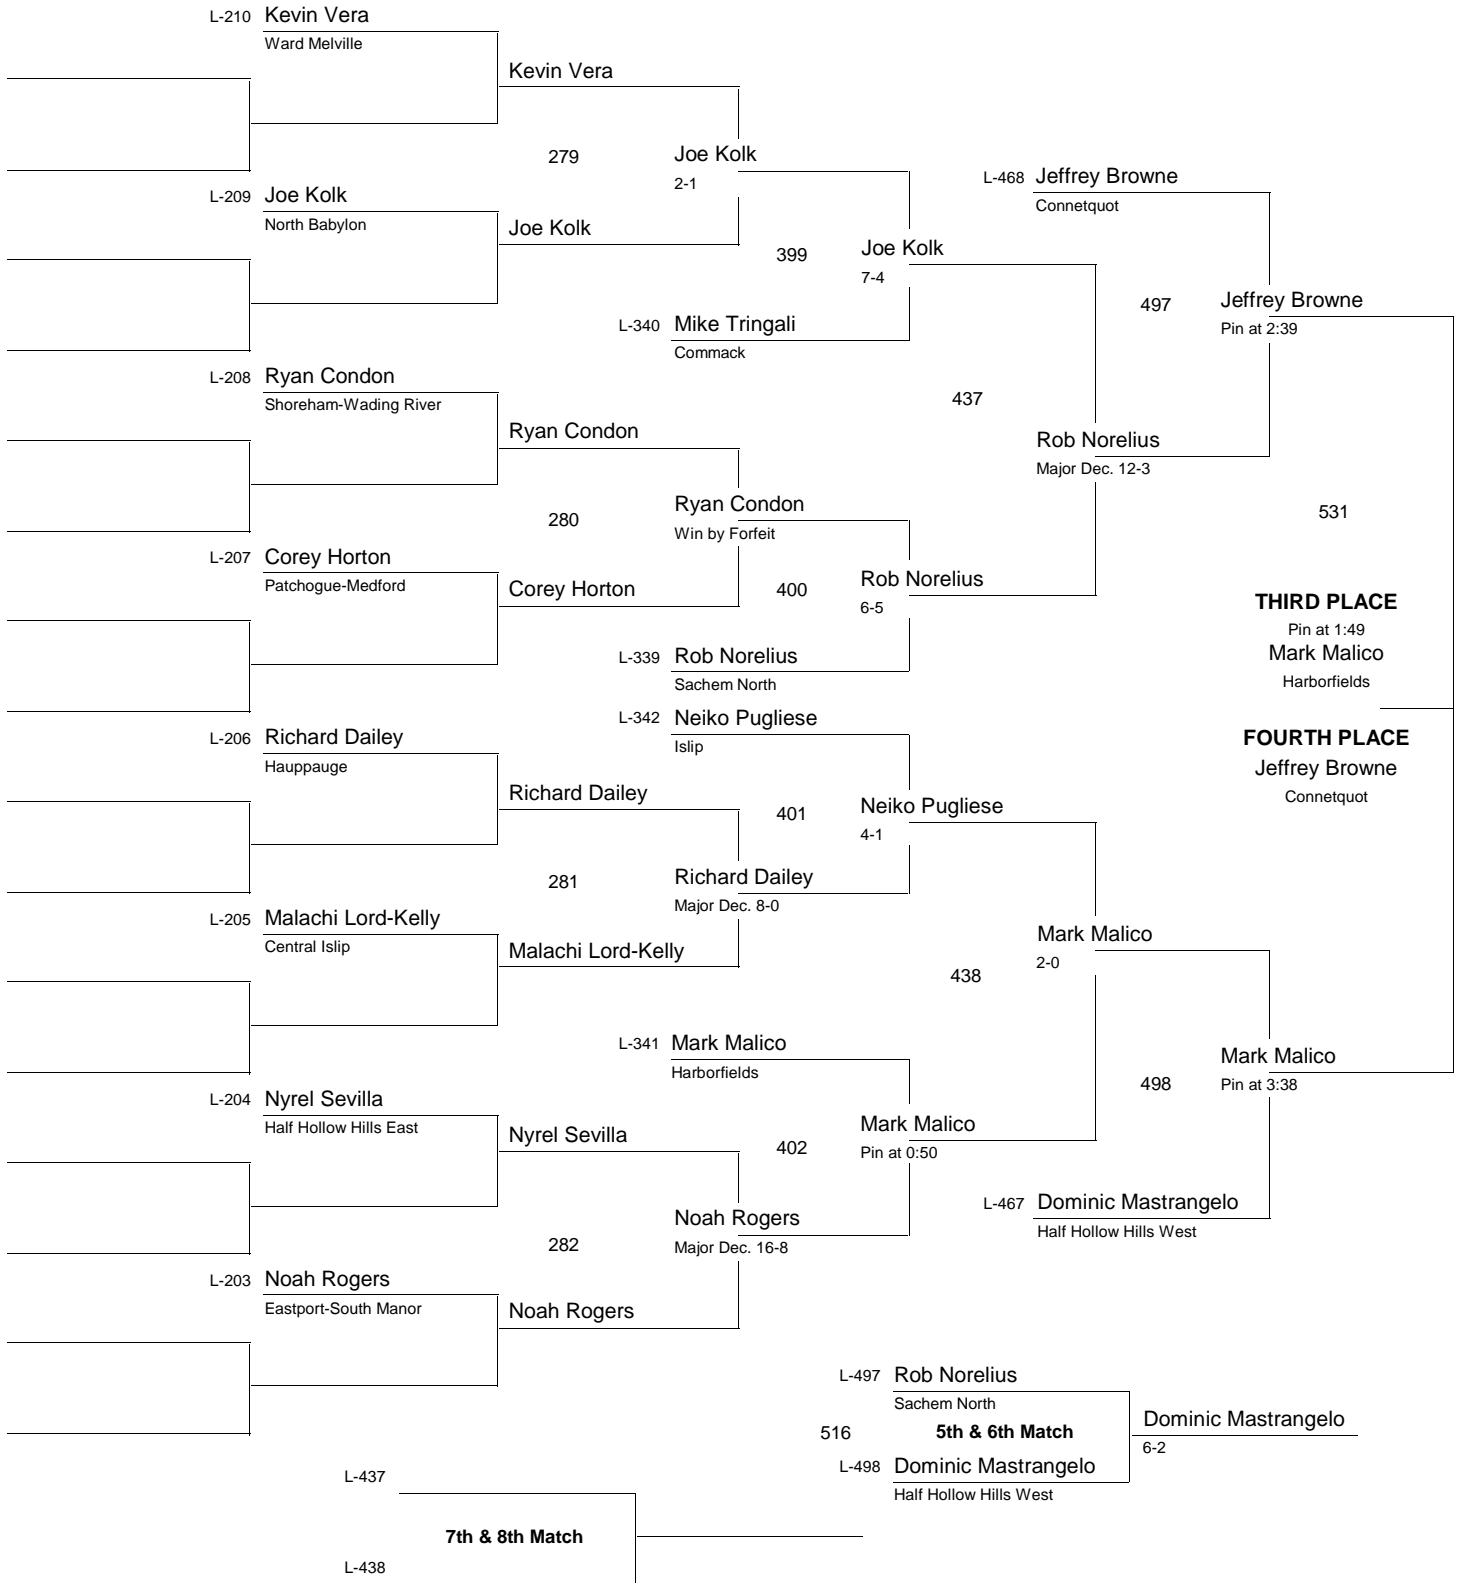 L-210 Kevin Vera
Ward Melville
Kevin Vera
279
Joe Kolk
2-1
L-468 Jeffrey Browne
Connetquot
L-209 Joe Kolk
North Babylon
Joe Kolk
399
Joe Kolk
7-4
497
Jeffrey Browne
Pin at 2:39
L-340 Mike Tringali
Commack
L-208 Ryan Condon
Shoreham-Wading River
437
Ryan Condon
Rob Norelius
Major Dec. 12-3
280
Ryan Condon
Win by Forfeit
531
L-207 Corey Horton
Patchogue-Medford
Corey Horton
400
Rob Norelius
6-5
THIRD PLACE
Pin at 1:49
Mark Malico
Harborfields
L-339 Rob Norelius
Sachem North
L-342 Neiko Pugliese
Islip
L-206 Richard Dailey
Hauppauge
FOURTH PLACE
Jeffrey Browne
Connetquot
Richard Dailey
401
Neiko Pugliese
4-1
281
Richard Dailey
Major Dec. 8-0
L-205 Malachi Lord-Kelly
Central Islip
Malachi Lord-Kelly
Mark Malico
2-0
438
L-341 Mark Malico
Harborfields
Mark Malico
Pin at 3:38
498
L-204 Nyrel Sevilla
Half Hollow Hills East
Nyrel Sevilla
402
Mark Malico
Pin at 0:50
L-467 Dominic Mastrangelo
Half Hollow Hills West
282
Noah Rogers
Major Dec. 16-8
L-203 Noah Rogers
Eastport-South Manor
Noah Rogers
L-497 Rob Norelius
Sachem North
516
5th & 6th Match
Dominic Mastrangelo
6-2
L-498 Dominic Mastrangelo
Half Hollow Hills West
L-437
7th & 8th Match
L-438